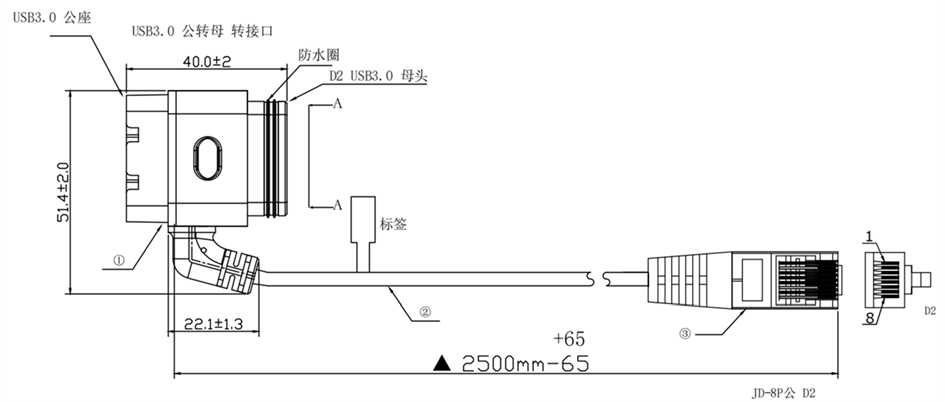 USB3.0 公座
USB3.0 公转母 转接口
防水圈
40.0±2
D2 USB3.0 母头
A
51.4±2.0
A
标签
①
1
8
D2
22.1±1.3
②
③
+65
▲ 2500mm-65
JD-8P公 D2